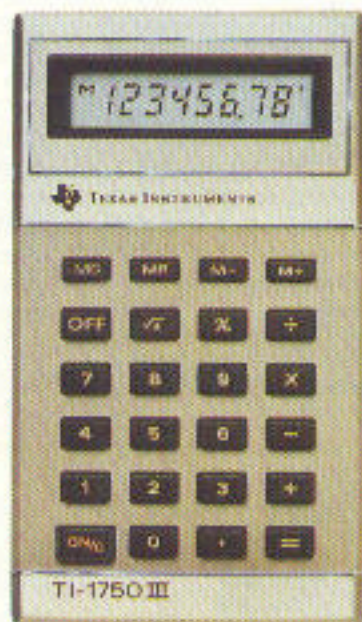 M 123456.78'
TEXAS INSTRUMENTS
MC MR M- M+
OFF √x % ÷
7 8 9 X
4 5 6 -
1 2 3 +
ON/C 0 . =
TI-1750 III